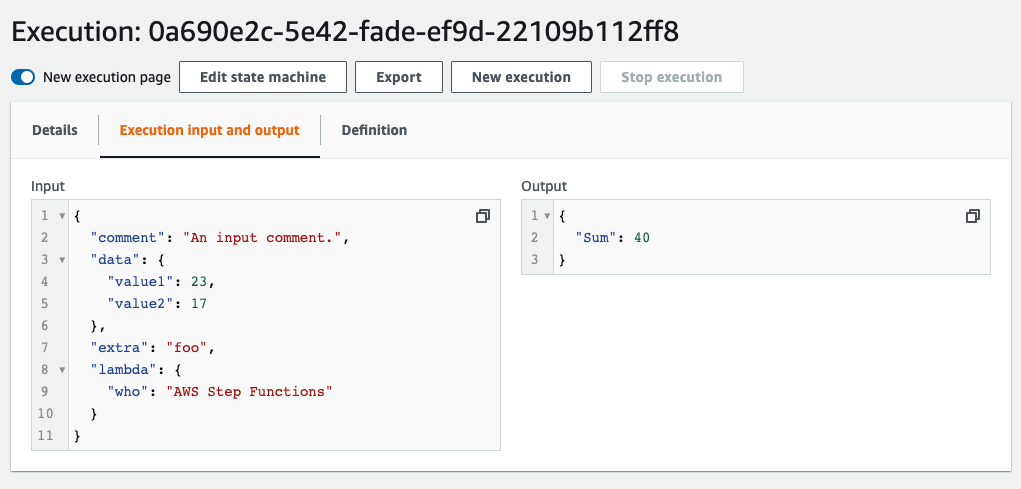 Execution: 0a690e2c-5e42-fade-ef9d-22109b112ff8
New execution page Edit state machine Export New execution Stop execution
Details Execution input and output Definition
Input
1 {
2 "comment": "An input comment.",
3 "data": {
4 "value1": 23,
5 "value2": 17
6 },
7 "extra": "foo",
8 "lambda": {
9 "who": "AWS Step Functions"
10 }
11 }
Output
1 {
2 "Sum": 40
3 }